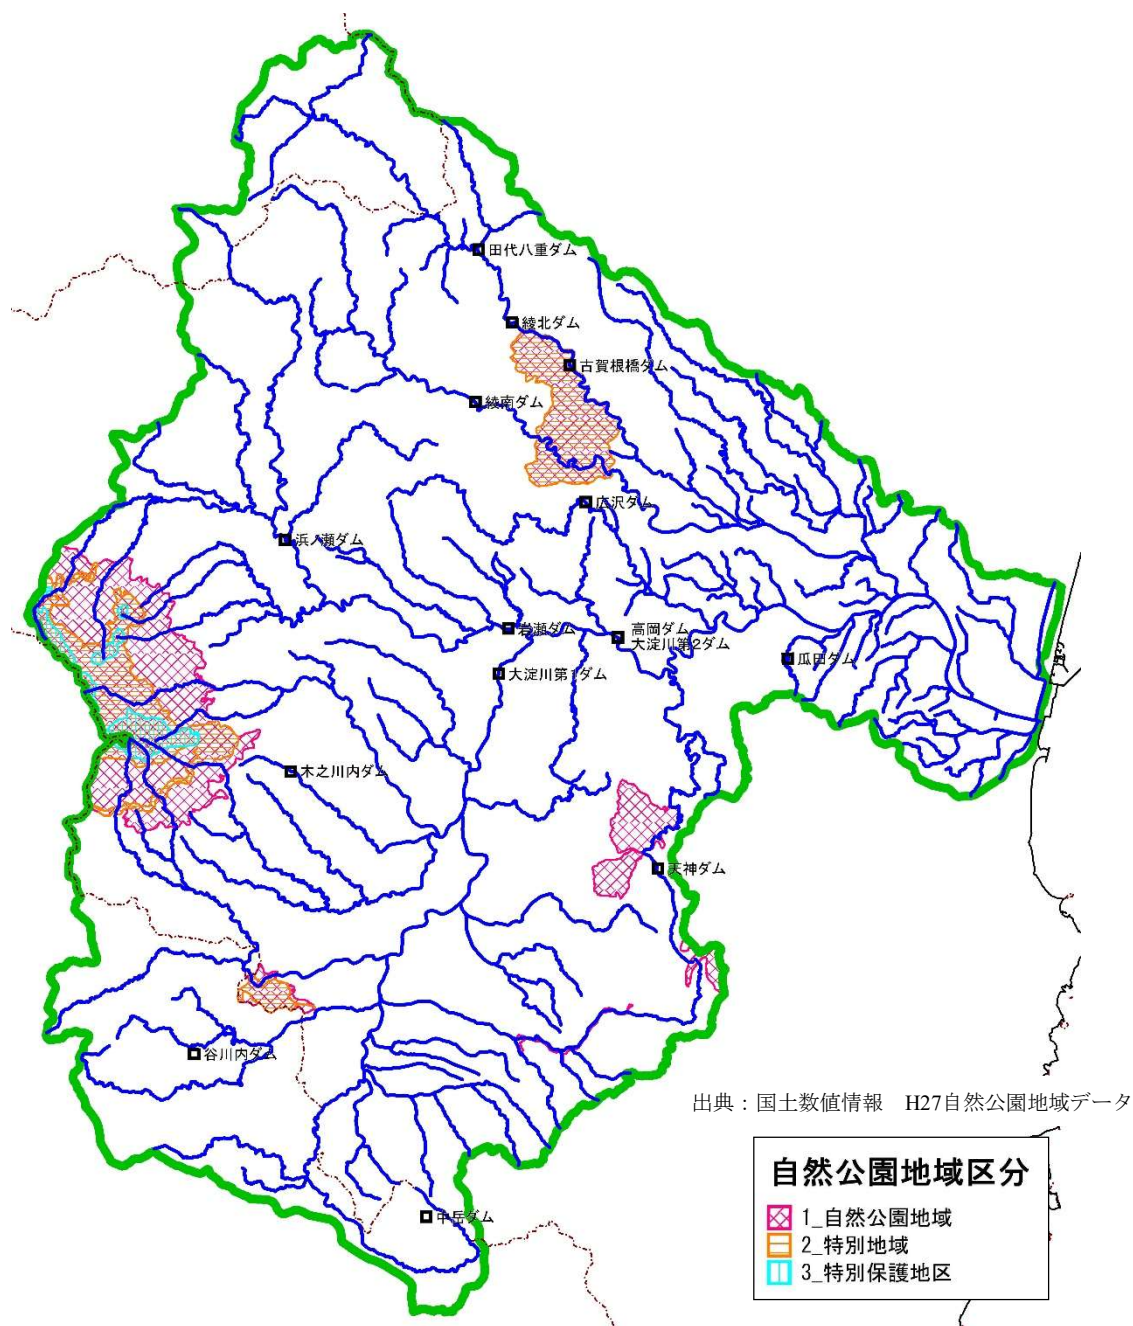 田代八重ダム
綾北ダム
古賀根橋ダム
綾南ダム
広沢ダム
浜ノ瀬ダム
岩瀬ダム
高岡ダム
大淀川第2ダム
瓜田ダム
大淀川第1ダム
木之川内ダム
天神ダム
谷川内ダム
出典：国土数値情報　H27自然公園地域データ
自然公園地域区分
1_自然公園地域
2_特別地域
3_特別保護地区
中岳ダム